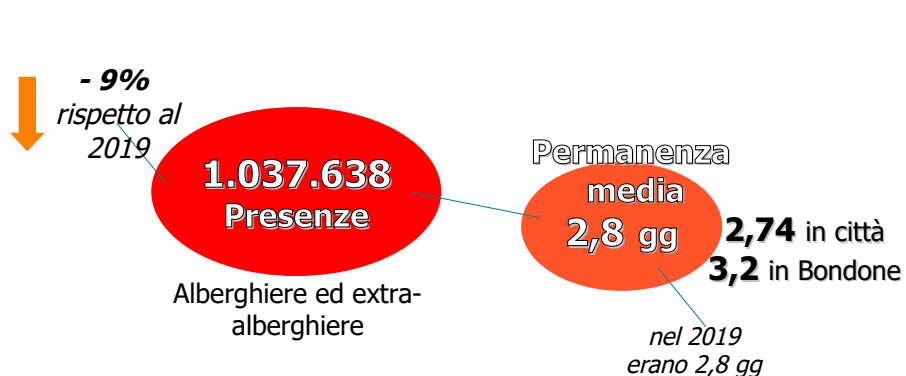 - 9%
rispetto al
2019
1.037.638
Presenze
Alberghiere ed extra-
alberghiere
Permanenza
media
2,8 gg
2,74 in città
3,2 in Bondone
nel 2019
erano 2,8 gg